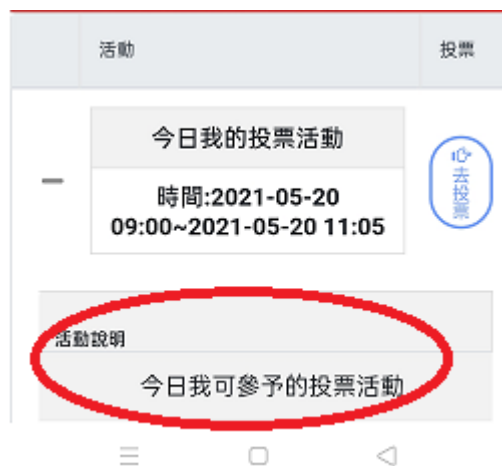 活動
投票
今日我的投票活動
去投票
時間:2021-05-20
09:00~2021-05-20 11:05
活動說明
今日我可參予的投票活動